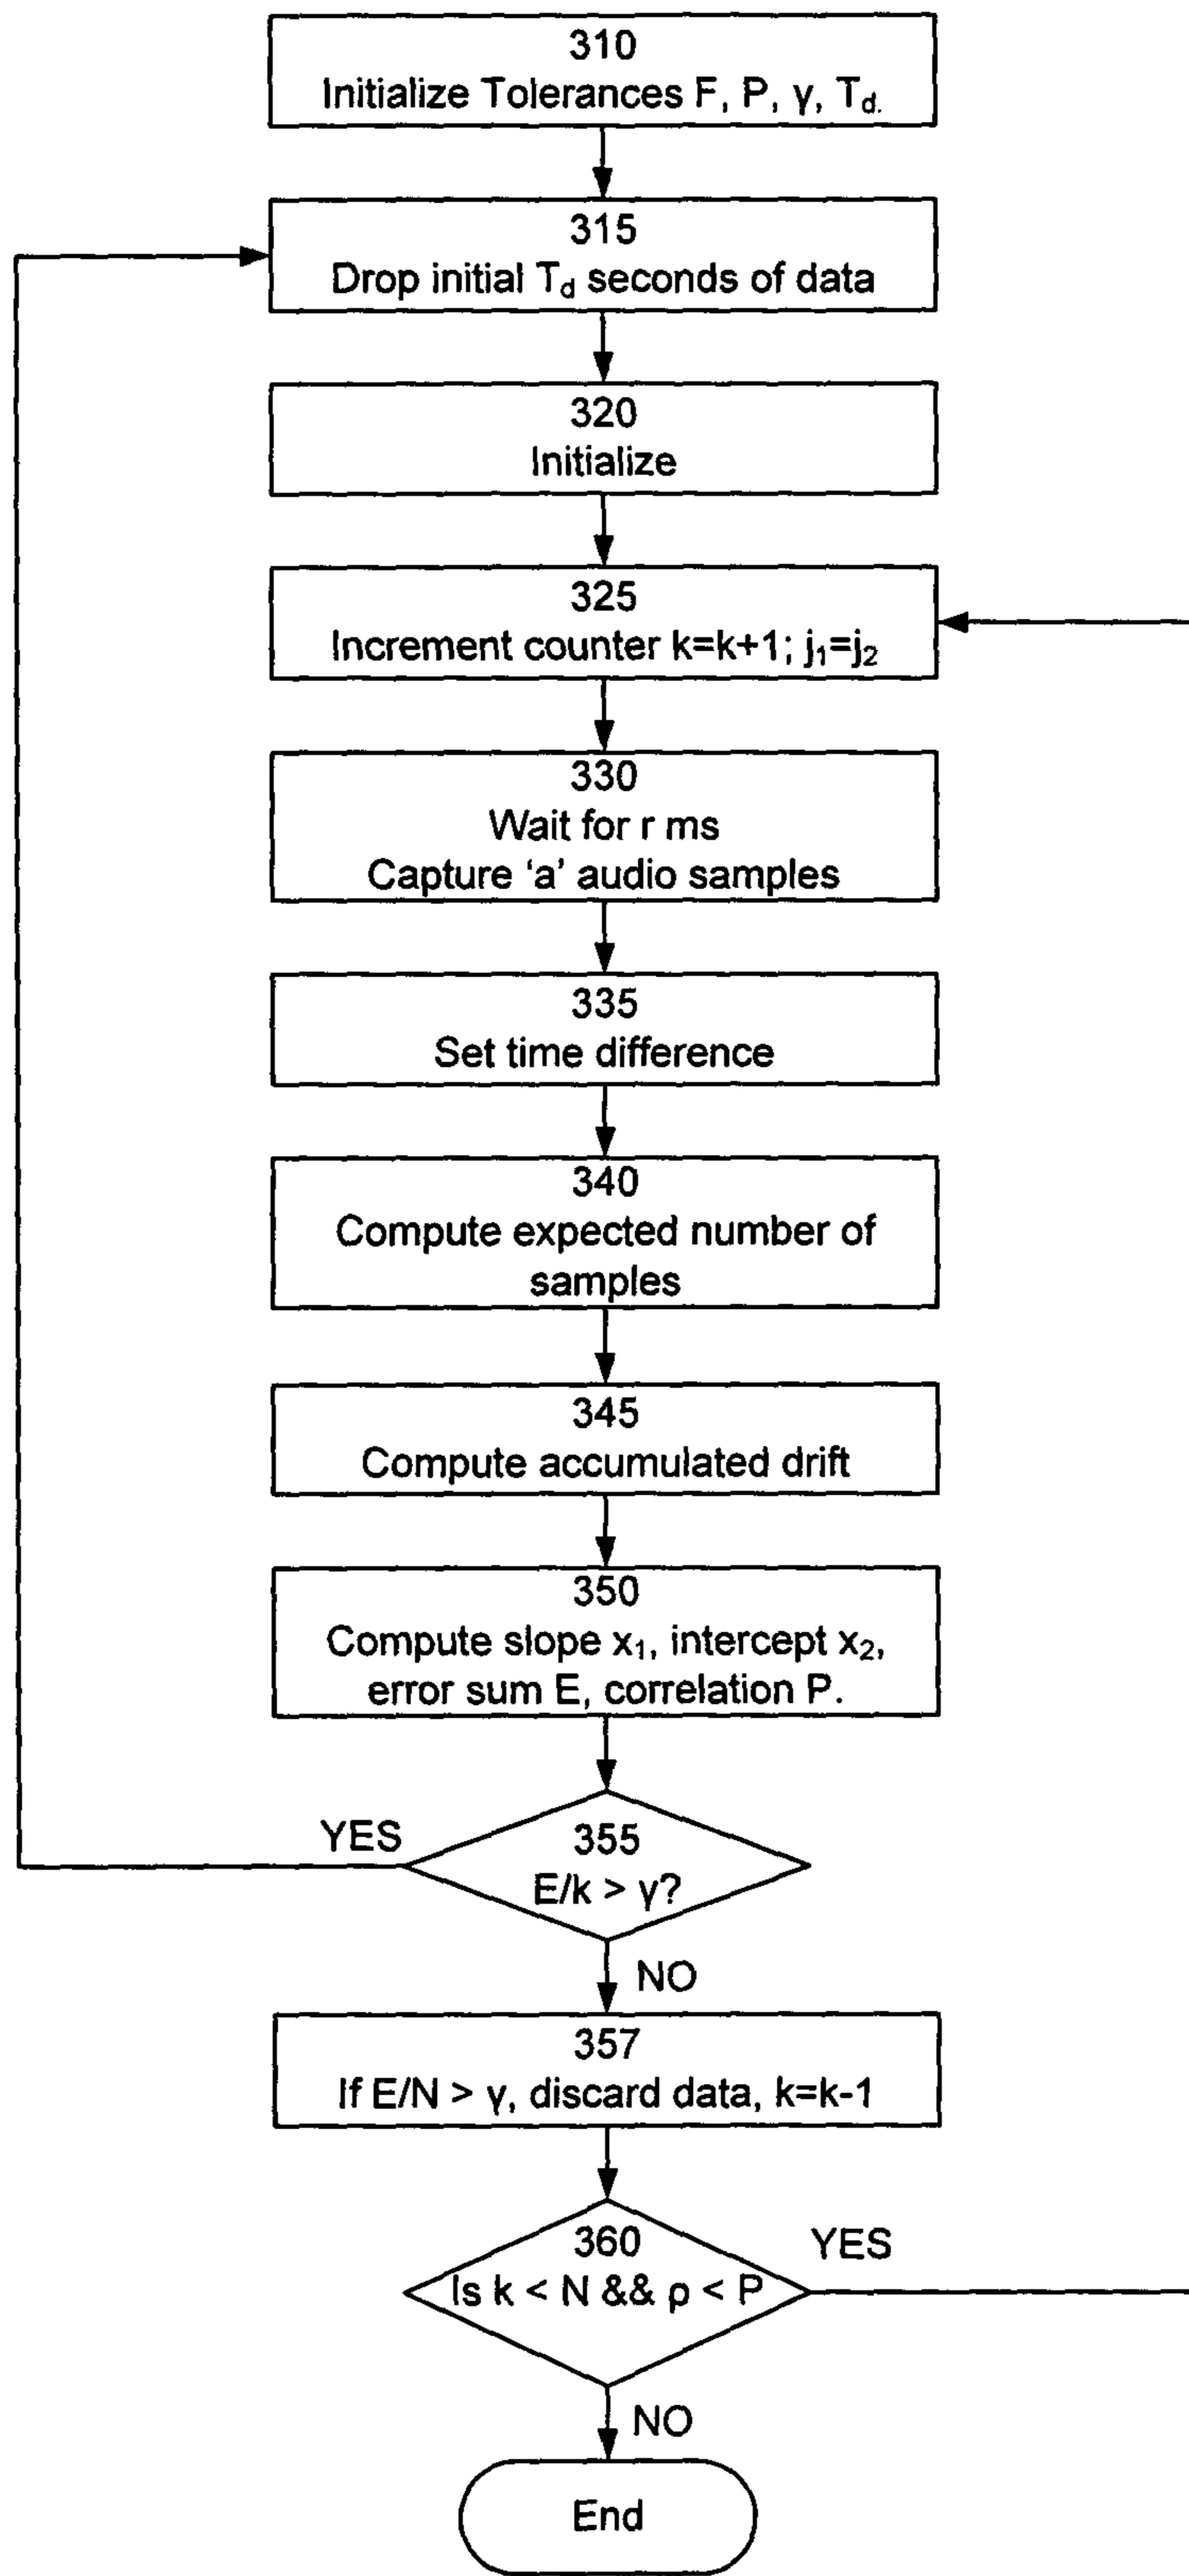 310
Initialize Tolerances F, P, γ, T_d.
315
Drop initial T_d seconds of data
320
Initialize
325
Increment counter k=k+1; j₁=j₂
330
Wait for r ms
Capture ‘a’ audio samples
335
Set time difference
340
Compute expected number of
samples
345
Compute accumulated drift
350
Compute slope x₁, intercept x₂,
error sum E, correlation P.
YES
355
E/k > γ?
NO
357
If E/N > γ, discard data, k=k-1
360
Is k < N && ρ < P
YES
NO
End